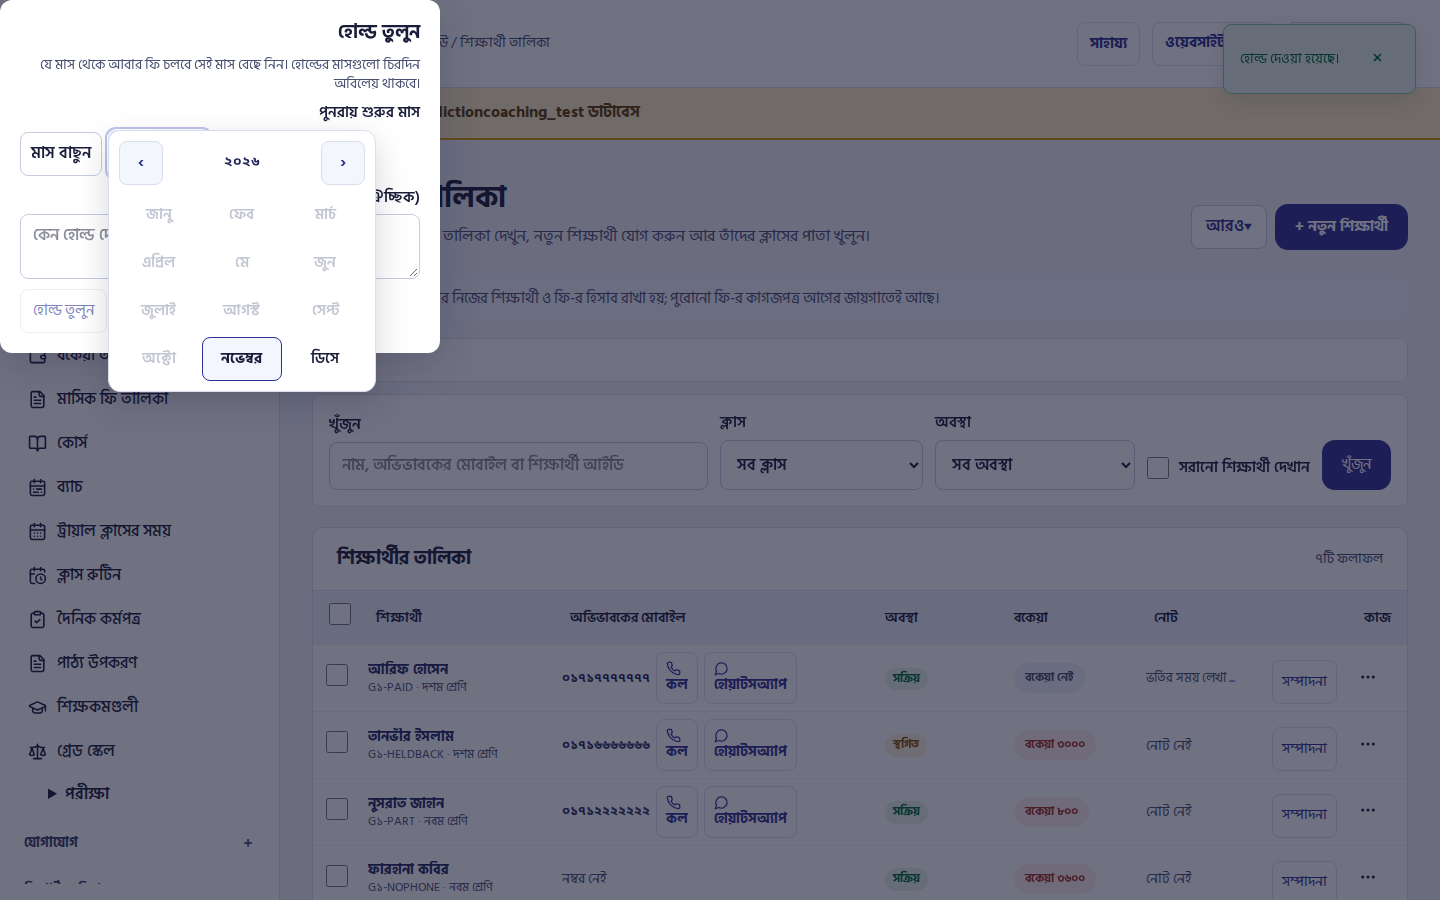 হোল্ড তুলুন
যে মাস থেকে আবার ফি চলবে সেই মাস বেছে নিন। হোল্ডের মাসগুলো চিরদিন
অবিলেয় থাকবে।
পুনরায় শুরুর মাস
মাস বাছুন
‹ ২০২৬ ›
জানু ফেব মার্চ
এপ্রিল মে জুন
জুলাই আগস্ট সেপ্ট
অক্টো নভেম্বর ডিসে
কেন হোল্ড
হোল্ড তুলুন
/ শিক্ষার্থী তালিকা
সাহায্য
ওয়েবসাইট
হোল্ড দেওয়া হয়েছে। ×
dictioncoaching_test ডাটাবেস
তালিকা দেখুন, নতুন শিক্ষার্থী যোগ করুন আর তাঁদের ক্লাসের পাতা খুলুন।
আরও▾
+ নতুন শিক্ষার্থী
র নিজের শিক্ষার্থী ও ফি-র হিসাব রাখা হয়; পুরোনো ফি-র কাগজপত্র আগের জায়গাতেই আছে।
মাসিক ফি তালিকা
কোর্স
ব্যাচ
ট্রায়াল ক্লাসের সময়
ক্লাস রুটিন
দৈনিক কর্মপত্র
পাঠ্য উপকরণ
শিক্ষকমণ্ডলী
গ্রেড স্কেল
▶ পরীক্ষা
যোগাযোগ +
খুঁজুন
নাম, অভিভাবকের মোবাইল বা শিক্ষার্থী আইডি
ক্লাস
সব ক্লাস
অবস্থা
সব অবস্থা
সরানো শিক্ষার্থী দেখান
খুঁজুন
শিক্ষার্থীর তালিকা
৭টি ফলাফল
শিক্ষার্থী অভিভাবকের মোবাইল অবস্থা বকেয়া নোট কাজ
আরিফ হোসেন
G১-PAID · দশম শ্রেণি
০১৭১৭৭৭৭৭৭৭ কল হোয়াটসঅ্যাপ সক্রিয় বকেয়া নেই ভর্তির সময় লেখা ... সম্পাদনা ...
তানভীর ইসলাম
G১-HELDBACK · দশম শ্রেণি
০১৭১৬৬৬৬৬৬৬ কল হোয়াটসঅ্যাপ স্থগিত বকেয়া ৩০০০ নোট নেই সম্পাদনা ...
নুসরাত জাহান
G১-PART · নবম শ্রেণি
০১৭১২২২২২২২ কল হোয়াটসঅ্যাপ সক্রিয় বকেয়া ৮০০ নোট নেই সম্পাদনা ...
ফারহানা কবির
G১-NOPHONE · নবম শ্রেণি
নম্বর নেই সক্রিয় বকেয়া ৩৬০০ নোট নেই সম্পাদনা ...